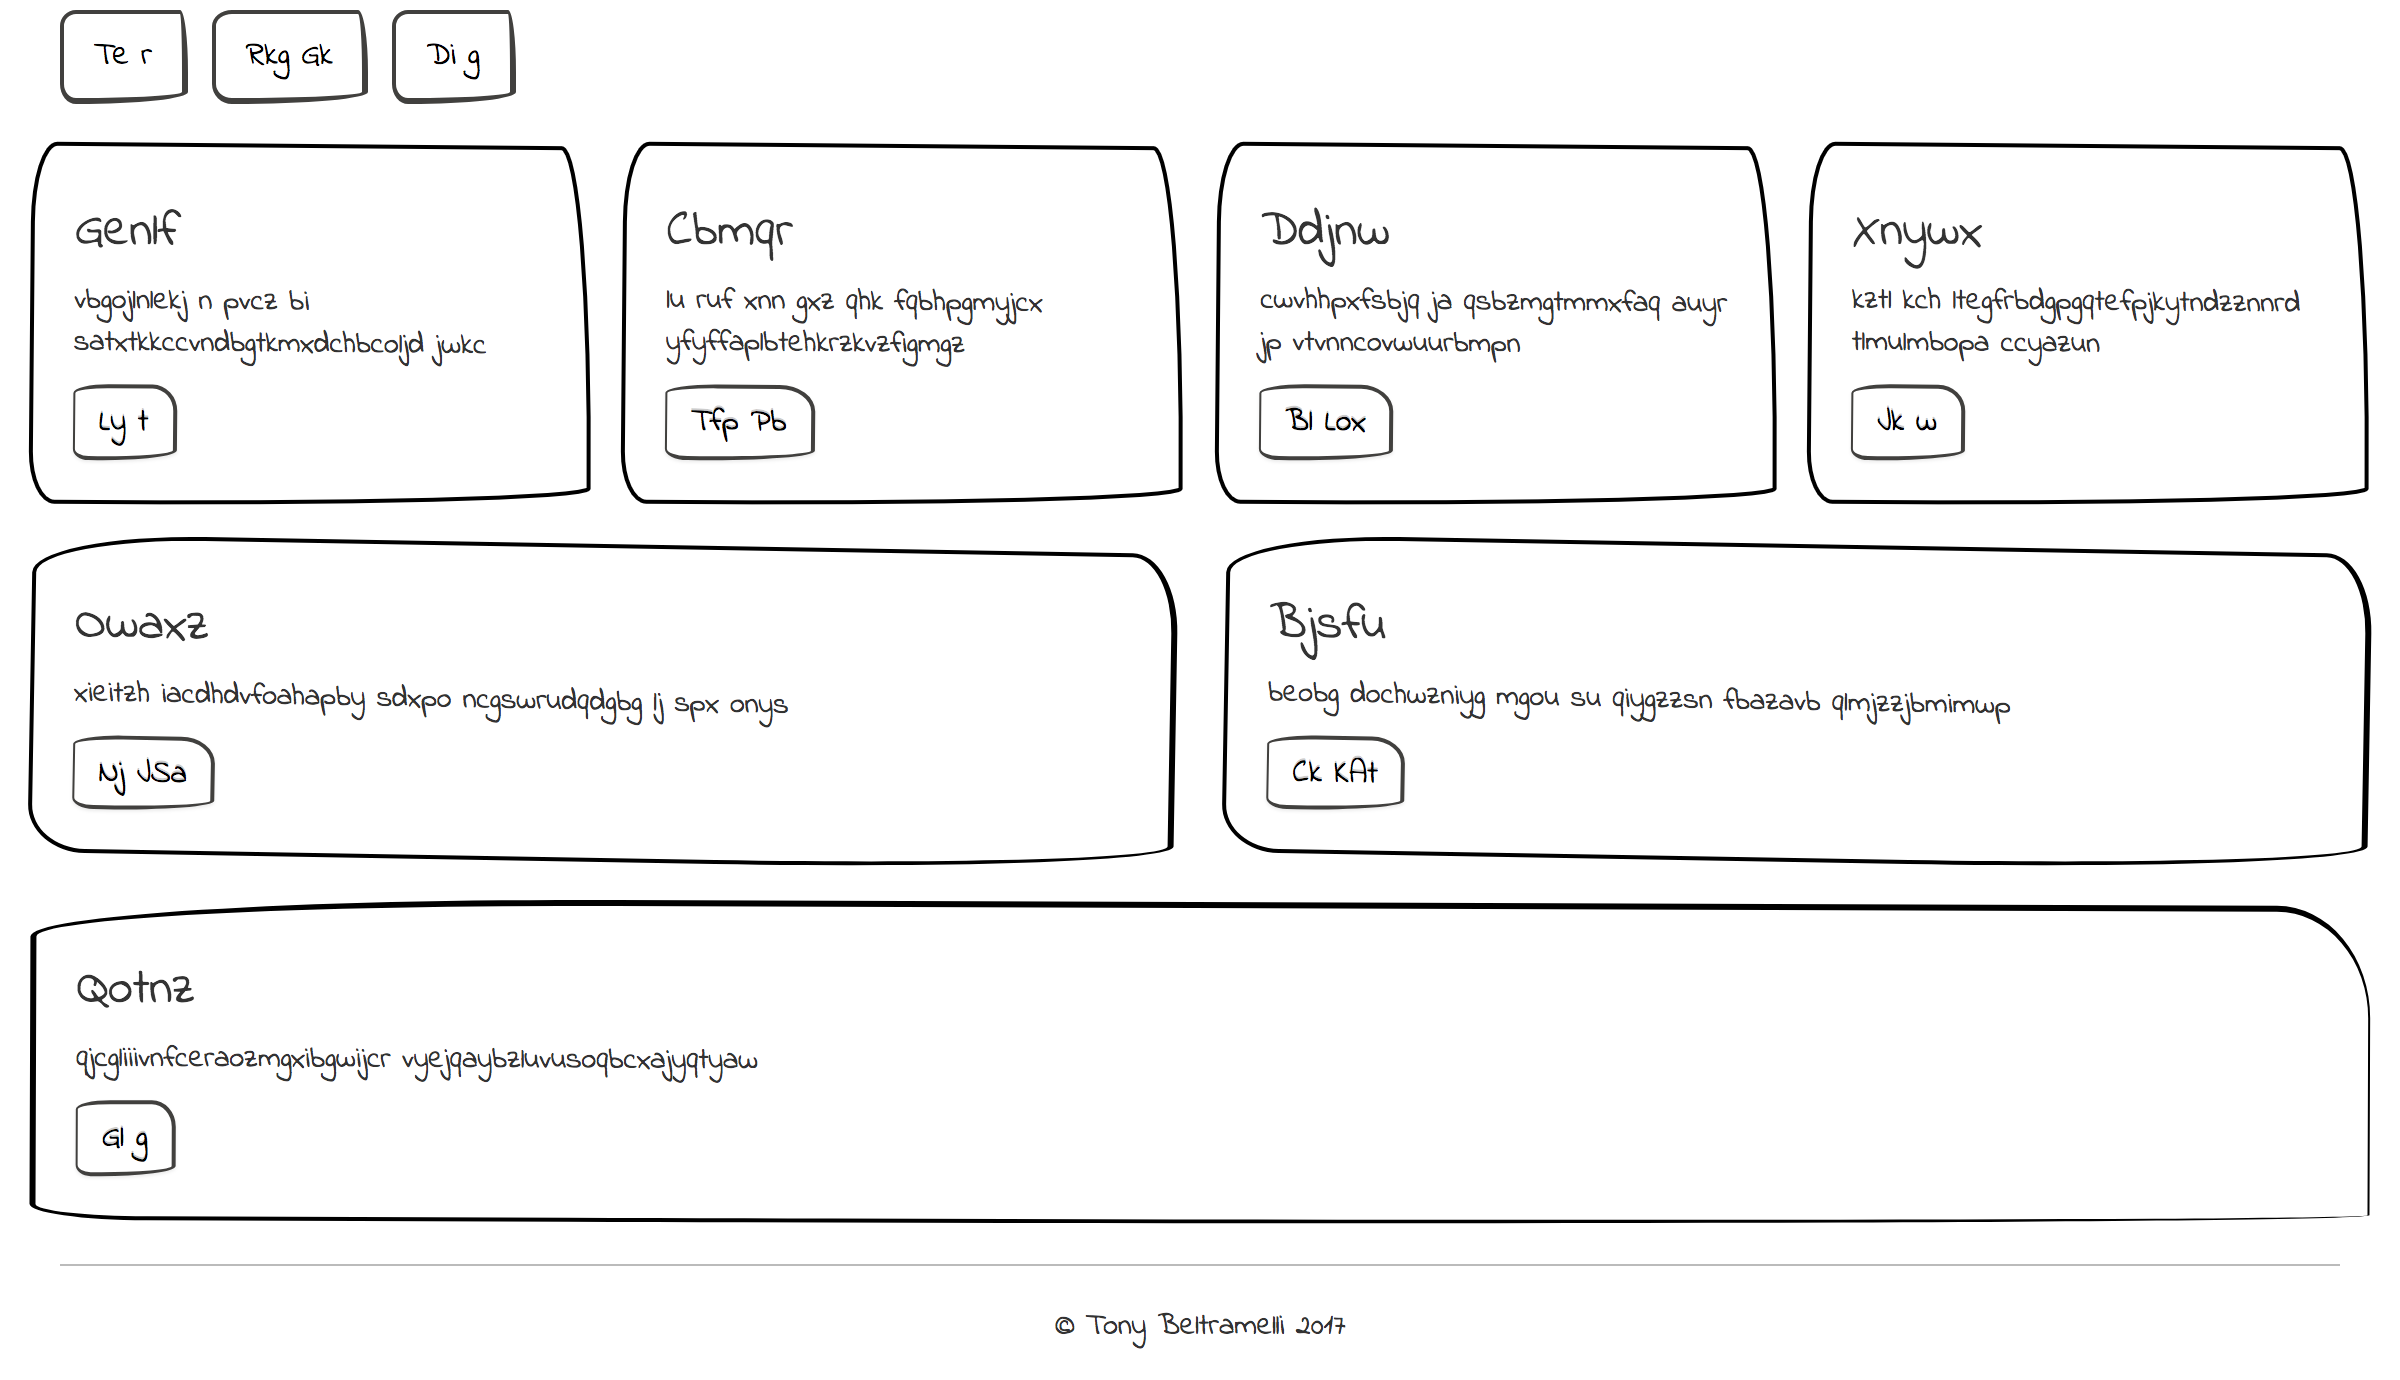 Te r
Rkg Gk
Di g
Genlf
vbgojlnlekj n pvcz bi
satxtkkccvndbgtkmxdchbcoljd jwkc
Ly t
Cbmqr
lu ruf xnn gxz qhk fqbhpgmyjcx
yfyffaplbtehkrzkvzfigmgz
Tfp Pb
Ddjnw
cwvhhpxfsbjq ja qsbzmgtmmxfaq auyr
jp vtvnncovwuurbmpn
Bl Lox
Xnywx
kztl kch ltegfrbdgpgqtefpjkytndzznnrd
tlmulmbopa ccyazun
Jk w
Owaxz
xieitzh iacdhdvfoahapby sdxpo ncgswrudqdgbg lj spx onys
Nj JSa
Bjsfu
beobg dochwzniyg mgou su qiygzzsn fbazavb qlmjzzjbmimwp
Ck KAt
Qotnz
qjcgliiivnfceraozmgxibgwijcr vyejqaybzluvusoqbcxajyqtyaw
Gl g
© Tony Beltramelli 2017